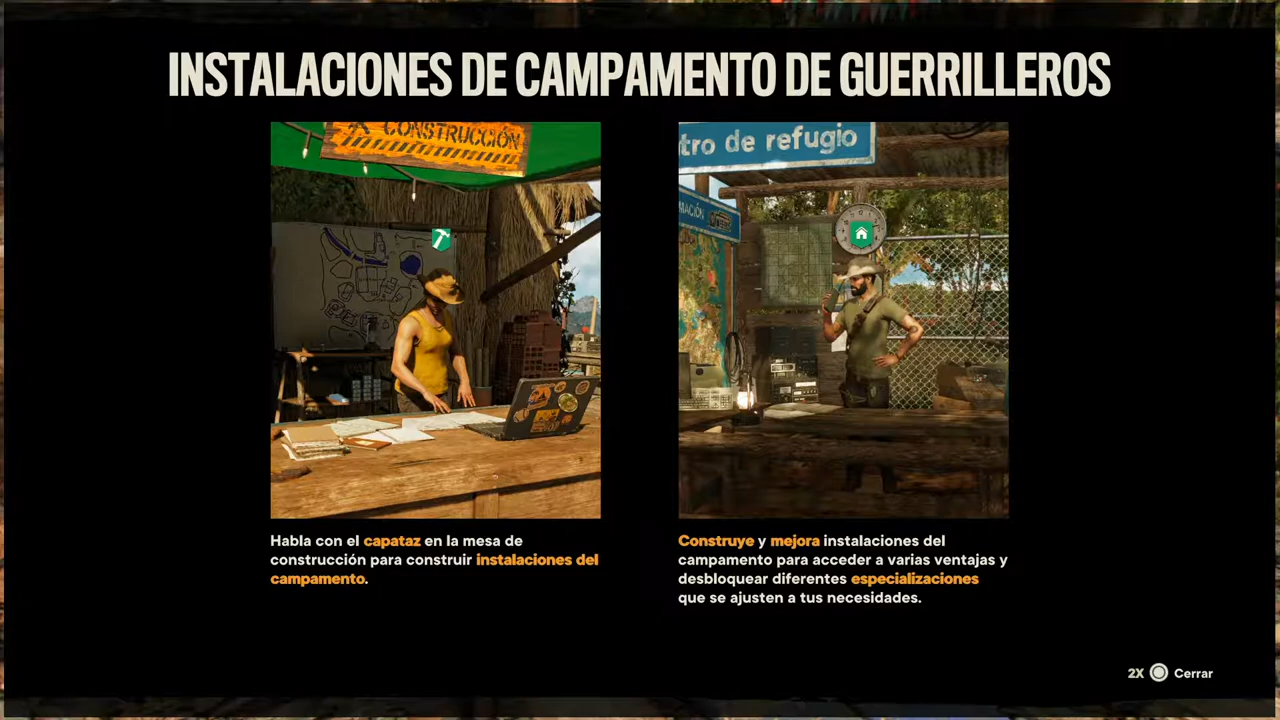 INSTALACIONES DE CAMPAMENTO DE GUERRILLEROS
CONSTRUCCIÓN
tro de refugio
MACIÓN
Habla con el capataz en la mesa de
construcción para construir instalaciones del
campamento.
Construye y mejora instalaciones del
campamento para acceder a varias ventajas y
desbloquear diferentes especializaciones
que se ajusten a tus necesidades.
2X Cerrar